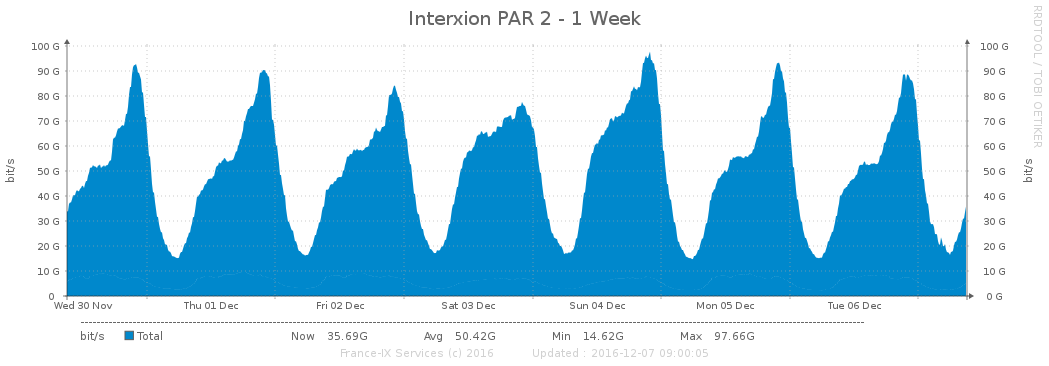 Interxion PAR 2 - 1 Week
RRDTOOL / TOBI OETIKER
100 G 100 G
90 G 90 G
80 G 80 G
70 G 70 G
60 G 60 G
50 G 50 G
40 G 40 G
30 G 30 G
20 G 20 G
10 G 10 G
0 0 G
bit/s bit/s
Wed 30 Nov Thu 01 Dec Fri 02 Dec Sat 03 Dec Sun 04 Dec Mon 05 Dec Tue 06 Dec
bit/s Total Now 35.69G Avg 50.42G Min 14.62G Max 97.66G
France-IX Services (c) 2016 Updated : 2016-12-07 09:00:05